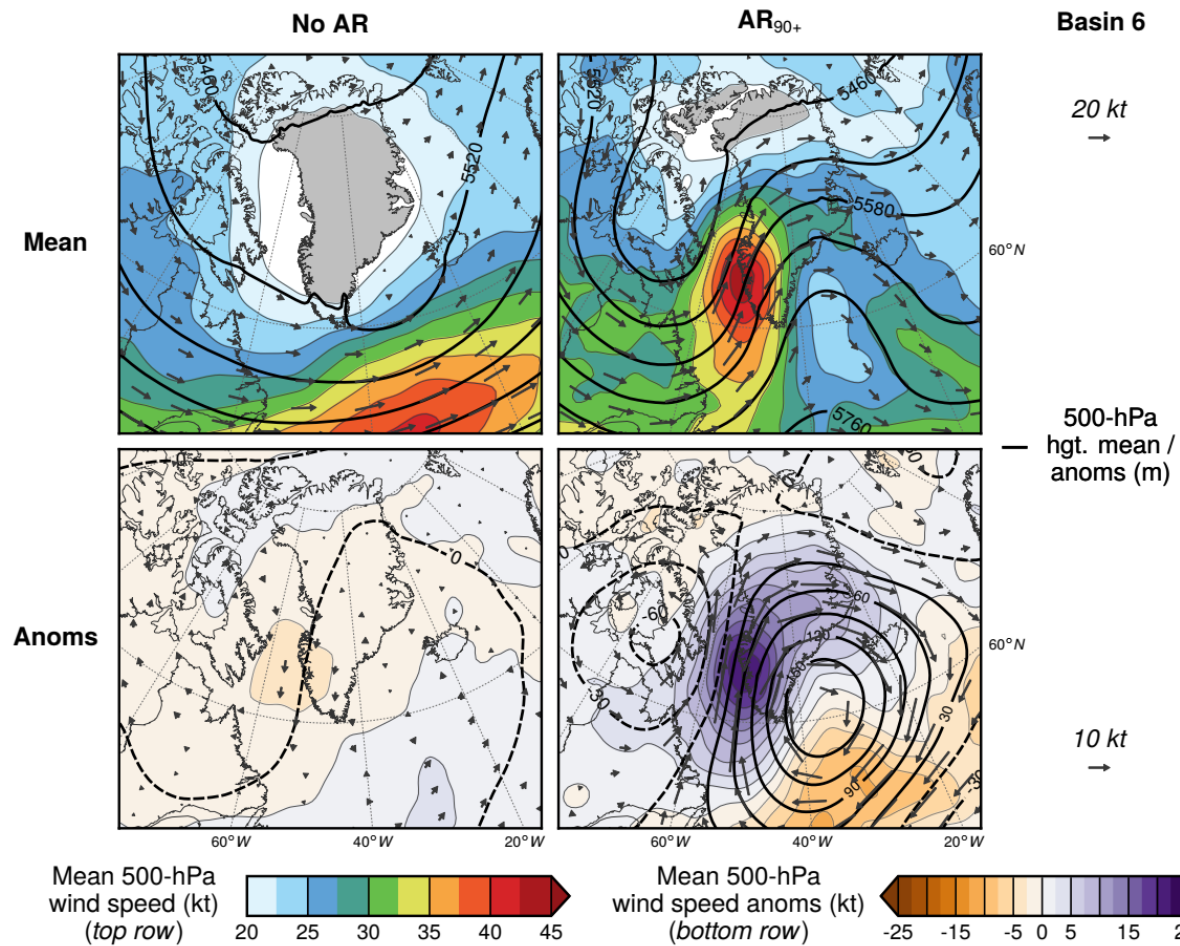 No AR
AR90+
Basin 6
5460
5520
5520
5460
5580
5760
20 kt
Mean
60°N
500-hPa
hgt. mean /
anoms (m)
0
0
-60
30
60
120
150
90
30
Anoms
60°N
10 kt
60°W
40°W
20°W
60°W
40°W
20°W
Mean 500-hPa
wind speed (kt)
(top row)
20 25 30 35 40 45
Mean 500-hPa
wind speed anoms (kt)
(bottom row)
-25 -15 -5 0 5 15